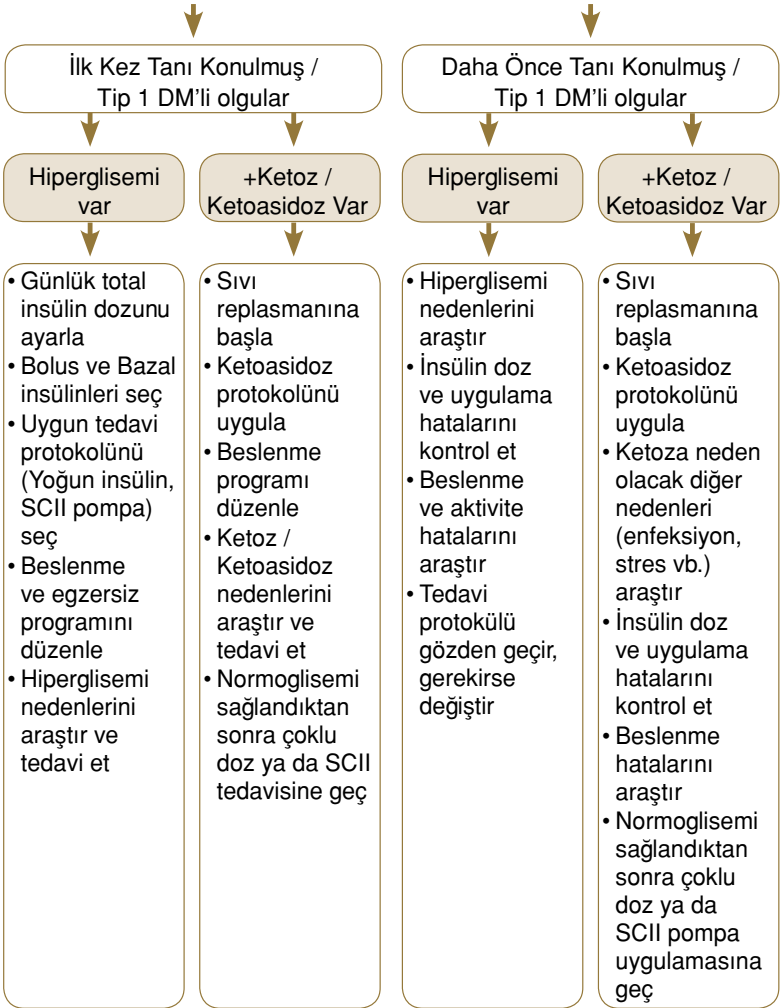 İlk Kez Tanı Konulmuş /
Tip 1 DM'li olgular
Daha Önce Tanı Konulmuş /
Tip 1 DM'li olgular
Hiperglisemi
var
+Ketoz /
Ketoasidoz Var
Hiperglisemi
var
+Ketoz /
Ketoasidoz Var
• Günlük total
insülin dozunu
ayarla
• Bolus ve Bazal
insülinleri seç
• Uygun tedavi
protokolünü
(Yoğun insülin,
SCII pompa)
seç
• Beslenme
ve egzersiz
programını
düzenle
• Hiperglisemi
nedenlerini
araştır ve
tedavi et
• Sıvı
replasmanına
başla
• Ketoasidoz
protokolünü
uygula
• Beslenme
programı
düzenle
• Ketoz /
Ketoasidoz
nedenlerini
araştır ve
tedavi et
• Normoglisemi
sağlandıktan
sonra çoklu
doz ya da SCII
tedavisine geç
• Hiperglisemi
nedenlerini
araştır
• İnsülin doz
ve uygulama
hatalarını
kontrol et
• Beslenme
ve aktivite
hatalarını
araştır
• Tedavi
protokülü
gözden geçir,
gerekirse
değiştir
• Sıvı
replasmanına
başla
• Ketoasidoz
protokolünü
uygula
• Ketoza neden
olacak diğer
nedenleri
(enfeksiyon,
stres vb.)
araştır
• İnsülin doz
ve uygulama
hatalarını
kontrol et
• Beslenme
hatalarını
araştır
• Normoglisemi
sağlandıktan
sonra çoklu
doz ya da
SCII pompa
uygulamasına
geç